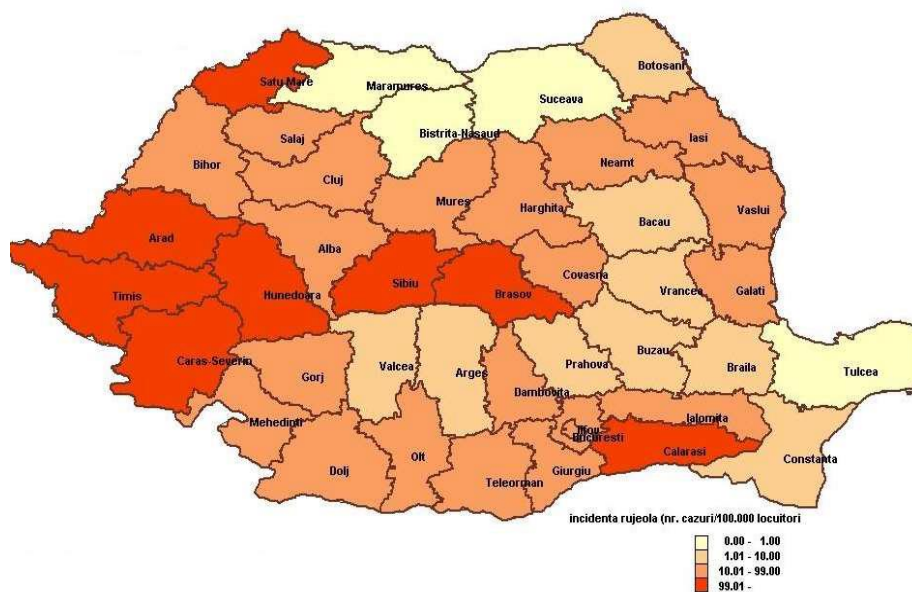 Satu-Mare
Maramures
Botosani
Suceava
Bistrita-Nasaud
Salaj
Iasi
Bihor
Neamt
Cluj
Mures
Harghita
Vaslui
Bacau
Arad
Alba
Covasna
Sibiu
Timis
Hunedoara
Brasov
Vrancea
Galati
Caras-Severin
Buzau
Valcea
Prahova
Braila
Arges
Gorj
Tulcea
Dambovita
Ialomita
Mehedinti
Ilfov
Bucuresti
Calarasi
Constanta
Olt
Dolj
Giurgiu
Teleorman
incidenta rujeola (nr. cazuri/100.000 locuitori
0.00 - 1.00
1.01 - 10.00
10.01 - 99.00
99.01 -